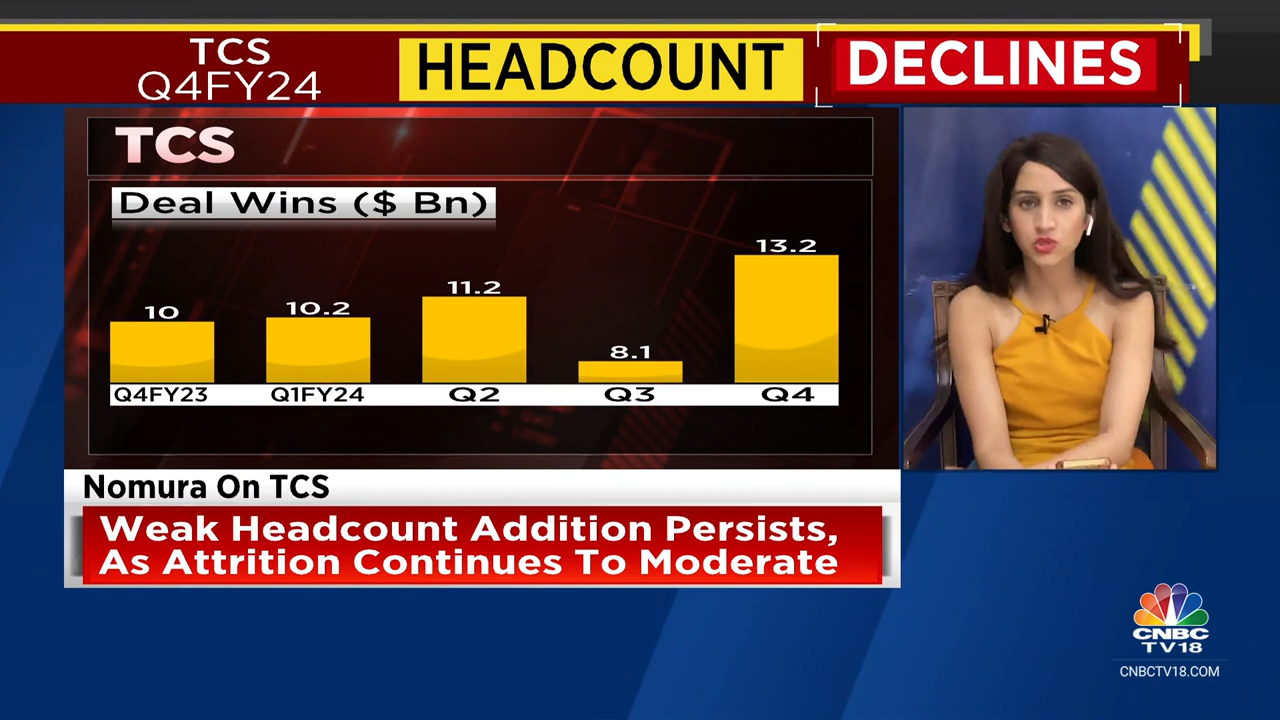 TCS
Q4FY24
HEADCOUNT
DECLINES
TCS
Deal Wins ($ Bn)
10
10.2
11.2
8.1
13.2
Q4FY23
Q1FY24
Q2
Q3
Q4
Nomura On TCS
Weak Headcount Addition Persists,
As Attrition Continues To Moderate
CNBC
TV18
CNBCTV18.COM